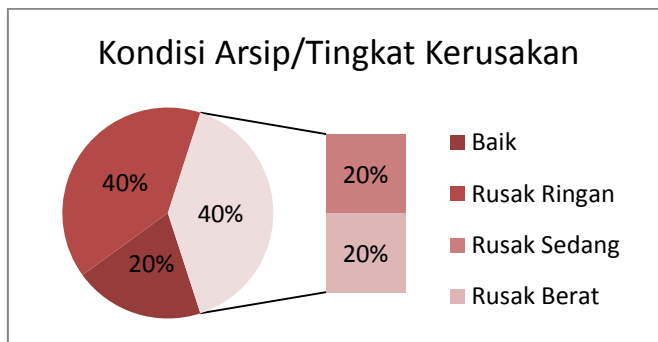 Kondisi Arsip/Tingkat Kerusakan
40%
40%
20%
20%
20%
Baik
Rusak Ringan
Rusak Sedang
Rusak Berat